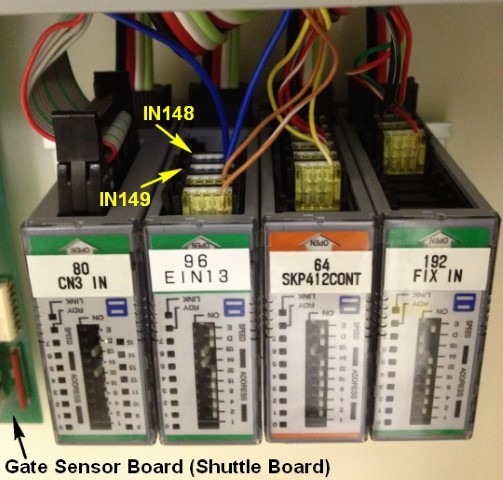 IN148
IN149
OPEN
OPEN
OPEN
OPEN
80
CN3 IN
96
EIN13
64
SKP412CONT
192
FIX IN
LINK
RDY
ON
SPEED
ADDRESS
LINK
RDY
ON
SPEED
ADDRESS
LINK
RDY
ON
SPEED
ADDRESS
LINK
RDY
ON
SPEED
ADDRESS
Gate Sensor Board (Shuttle Board)